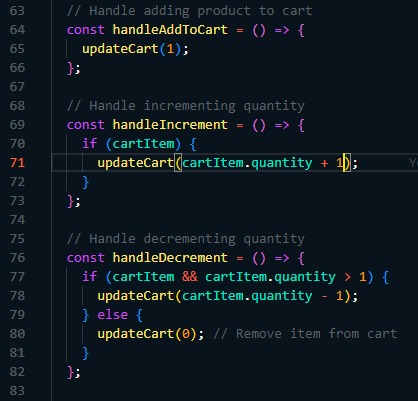 63 // Handle adding product to cart
64 const handleAddToCart = () => {
65 updateCart(1);
66 };
67
68 // Handle incrementing quantity
69 const handleIncrement = () => {
70 if (cartItem) {
71 updateCart(cartItem.quantity + 1);
72 }
73 };
74
75 // Handle decrementing quantity
76 const handleDecrement = () => {
77 if (cartItem && cartItem.quantity > 1) {
78 updateCart(cartItem.quantity - 1);
79 } else {
80 updateCart(0); // Remove item from cart
81 }
82 };
83